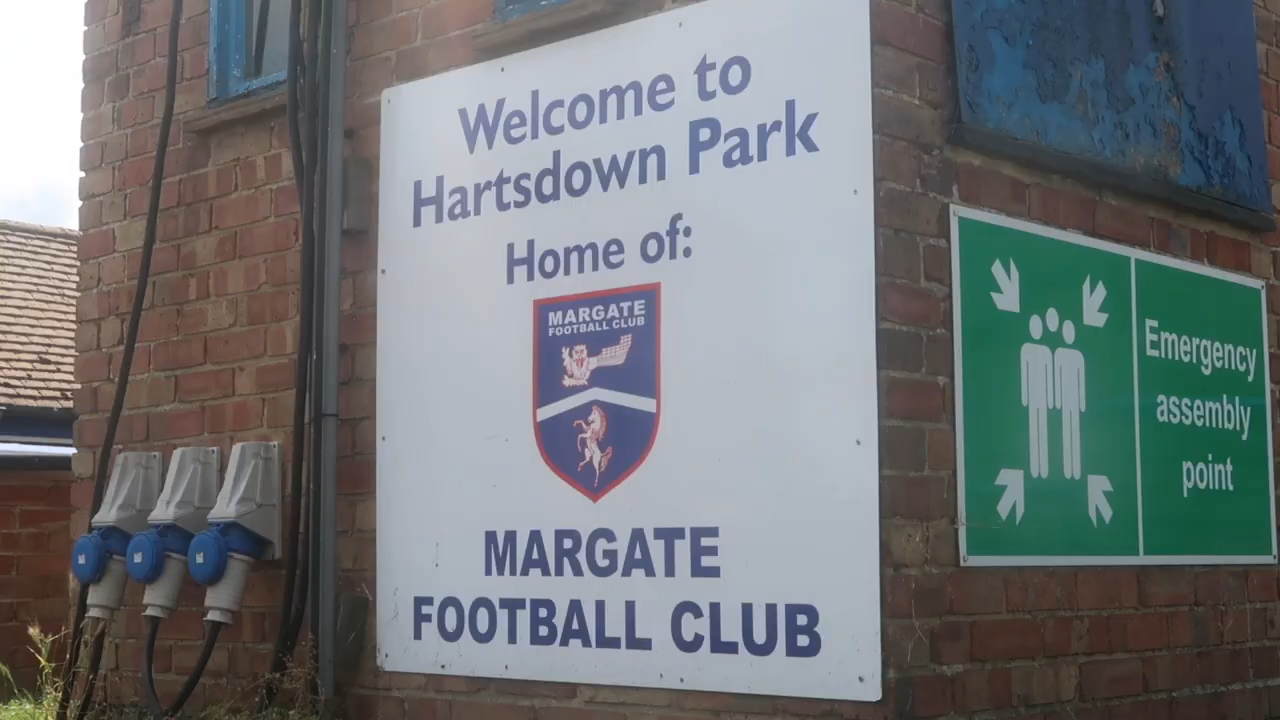 Welcome to
Hartsdown Park
Home of:
MARGATE
FOOTBALL CLUB
MARGATE
FOOTBALL CLUB
Emergency
assembly
point